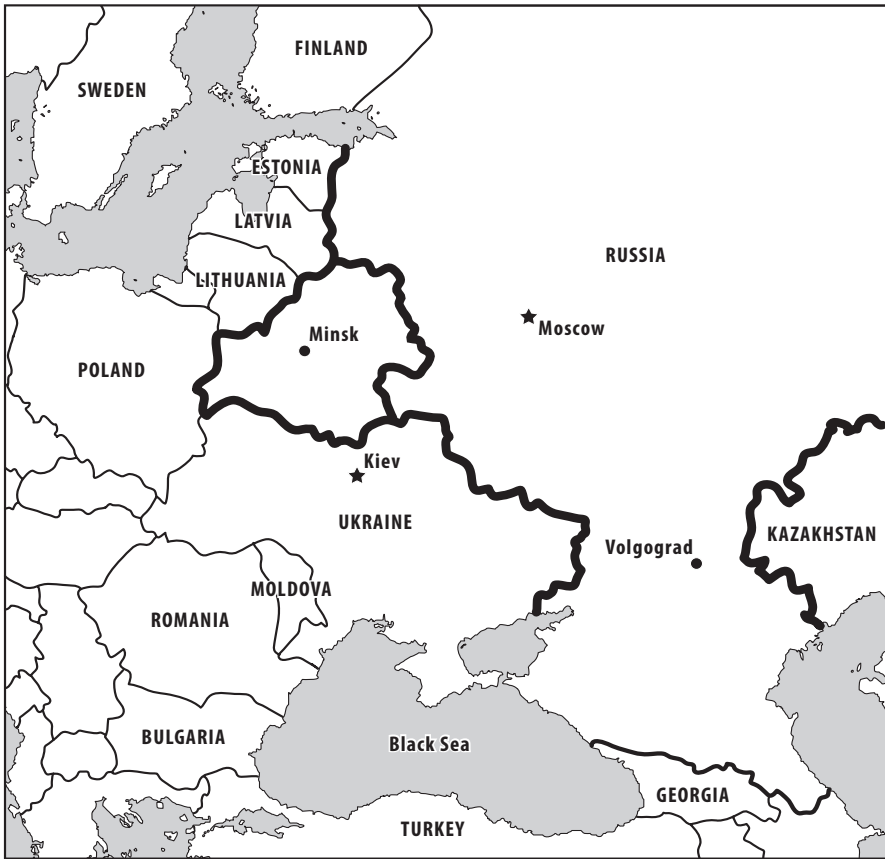 FINLAND
SWEDEN
ESTONIA
LATVIA
RUSSIA
LITHUANIA
Moscow
Minsk
POLAND
Kiev
UKRAINE
KAZAKHSTAN
Volgograd
MOLDOVA
ROMANIA
BULGARIA
Black Sea
GEORGIA
TURKEY